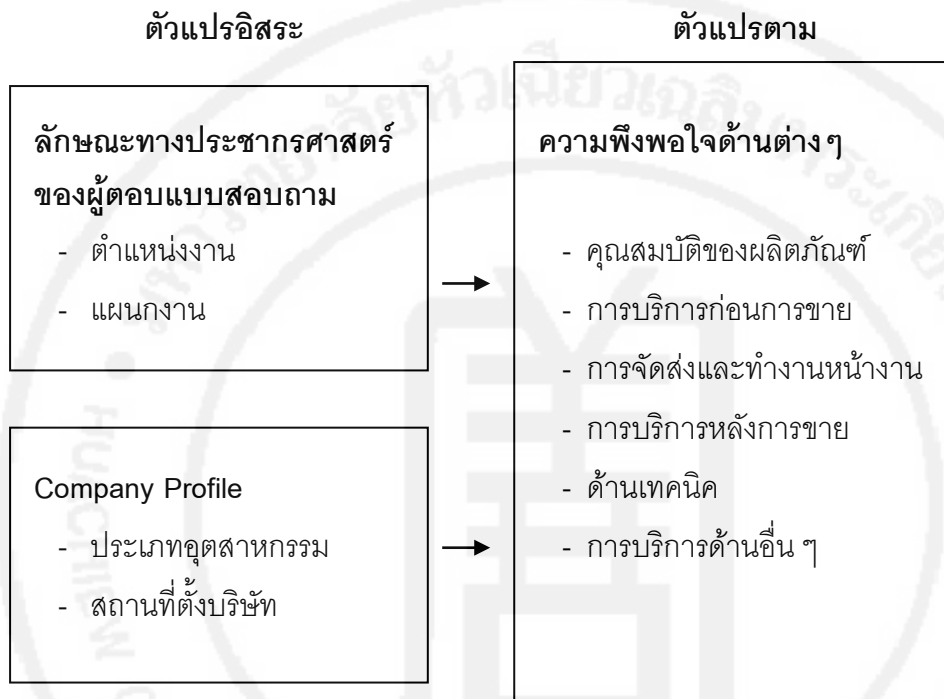 ตัวแปรอิสระ
ตัวแปรตาม
ลักษณะทางประชากรศาสตร์
ของผู้ตอบแบบสอบถาม
- ตำแหน่งงาน
- แผนกงาน
Company Profile
- ประเภทอุตสาหกรรม
- สถานที่ตั้งบริษัท
ความพึงพอใจด้านต่าง ๆ
- คุณสมบัติของผลิตภัณฑ์
- การบริการก่อนการขาย
- การจัดส่งและทำงานหน้างาน
- การบริการหลังการขาย
- ด้านเทคนิค
- การบริการด้านอื่น ๆ